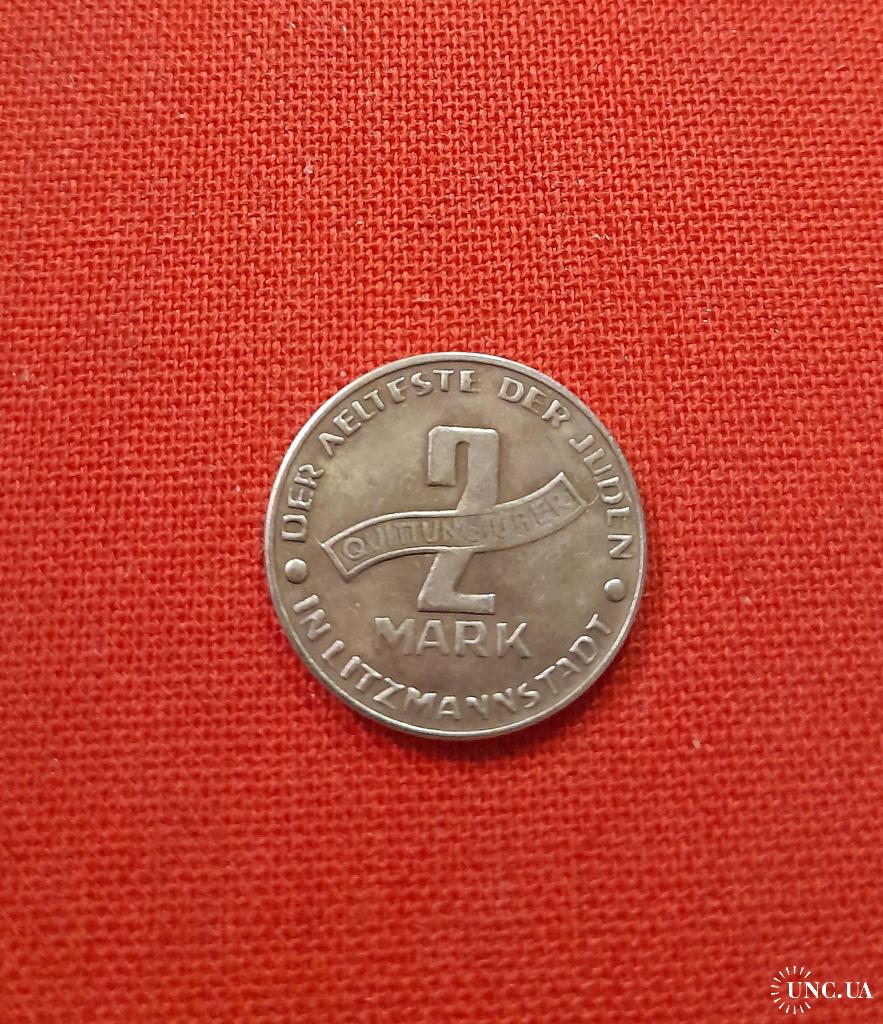 DER AELTESTE DER JUDEN
2
QUITTUNG ÜBER
MARK
IN LITZMANNSTADT
UNC.UA